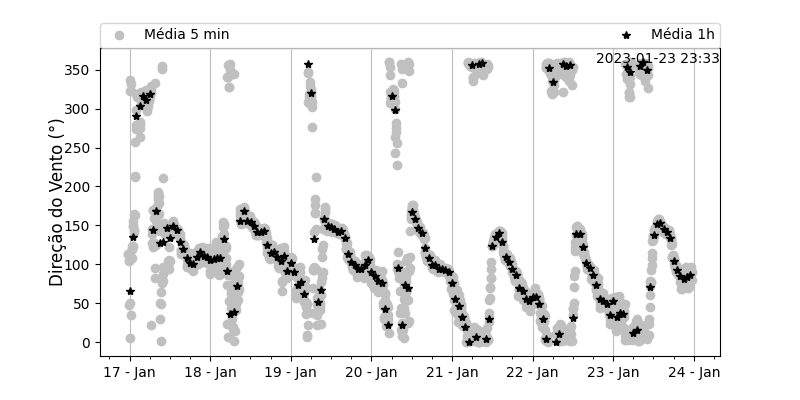 Média 5 min
Média 1h
2023-01-23 23:33
Direção do Vento (°)
350
300
250
200
150
100
50
0
17 - Jan
18 - Jan
19 - Jan
20 - Jan
21 - Jan
22 - Jan
23 - Jan
24 - Jan